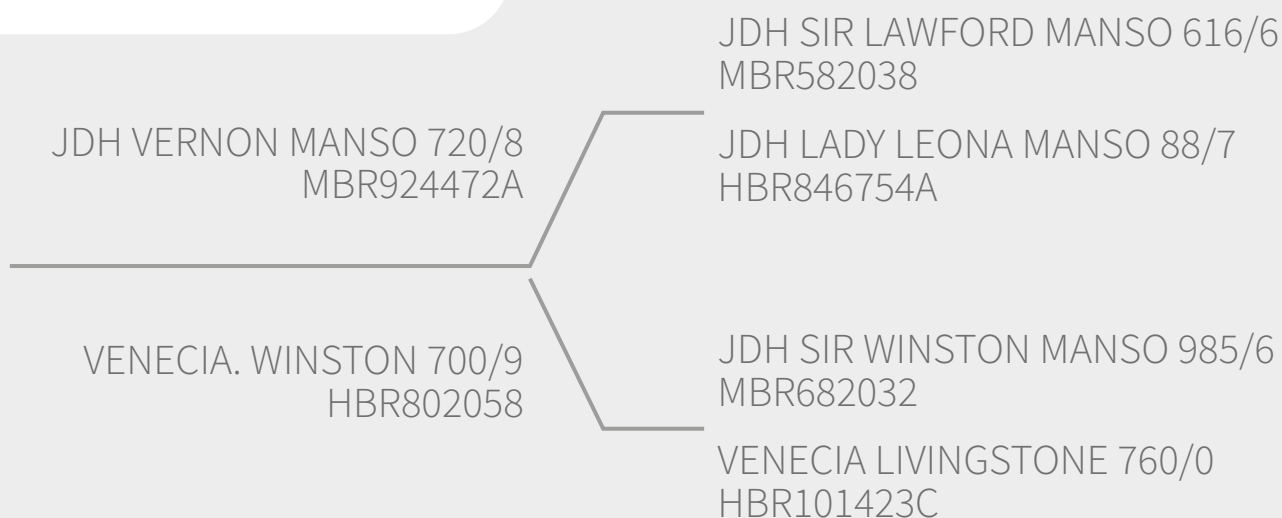 JDH VERNON MANSO 720/8
MBR924472A
VENECIA. WINSTON 700/9
HBR802058
JDH SIR LAWFORD MANSO 616/6
MBR582038
JDH LADY LEONA MANSO 88/7
HBR846754A
JDH SIR WINSTON MANSO 985/6
MBR682032
VENECIA LIVINGSTONE 760/0
HBR101423C